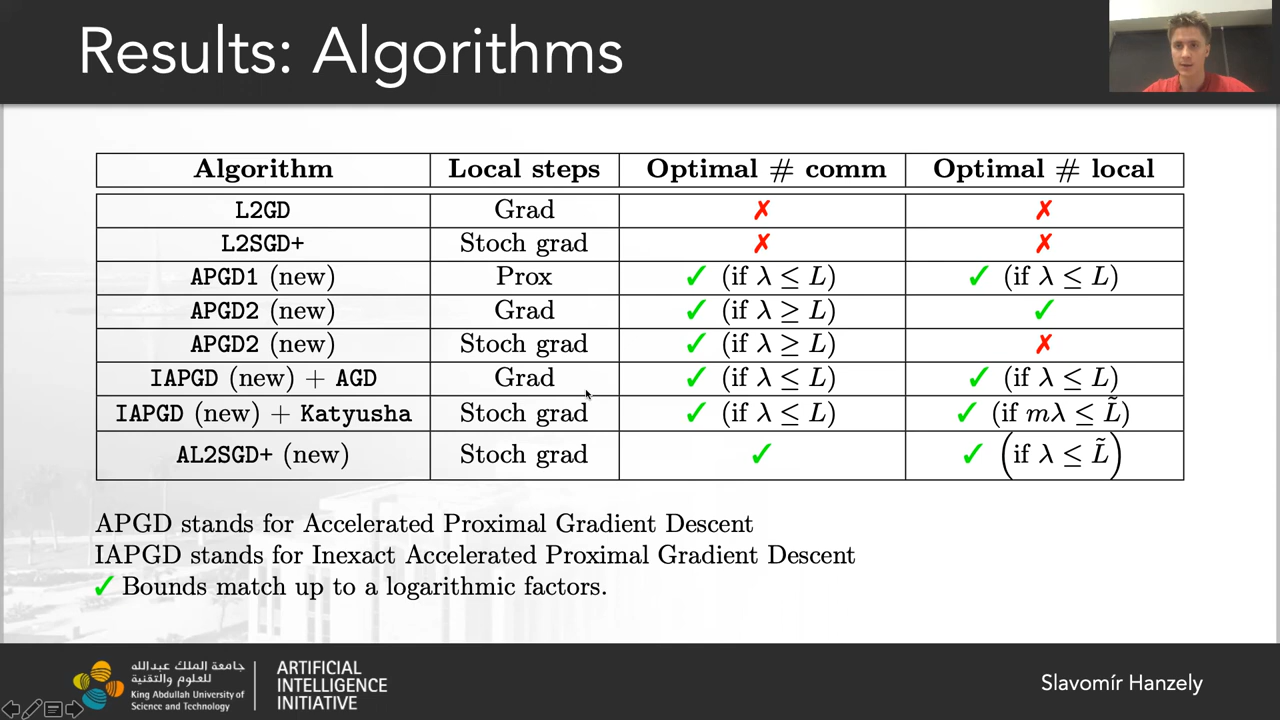 Results: Algorithms
Algorithm Local steps Optimal # comm Optimal # local
L2GD Grad ✗ ✗
L2SGD+ Stoch grad ✗ ✗
APGD1 (new) Prox ✓ (if λ ≤ L) ✓ (if λ ≤ L)
APGD2 (new) Grad ✓ (if λ ≥ L) ✓
APGD2 (new) Stoch grad ✓ (if λ ≥ L) ✗
IAPGD (new) + AGD Grad ✓ (if λ ≤ L) ✓ (if λ ≤ L)
IAPGD (new) + Katyusha Stoch grad ✓ (if λ ≤ L) ✓ (if mλ ≤ L̃)
AL2SGD+ (new) Stoch grad ✓ ✓ (if λ ≤ L̃)
APGD stands for Accelerated Proximal Gradient Descent
IAPGD stands for Inexact Accelerated Proximal Gradient Descent
✓ Bounds match up to a logarithmic factors.
جامعة الملك عبدالله
للعلوم والتقنية
King Abdullah University of
Science and Technology
ARTIFICIAL
INTELLIGENCE
INITIATIVE
Slavomír Hanzely